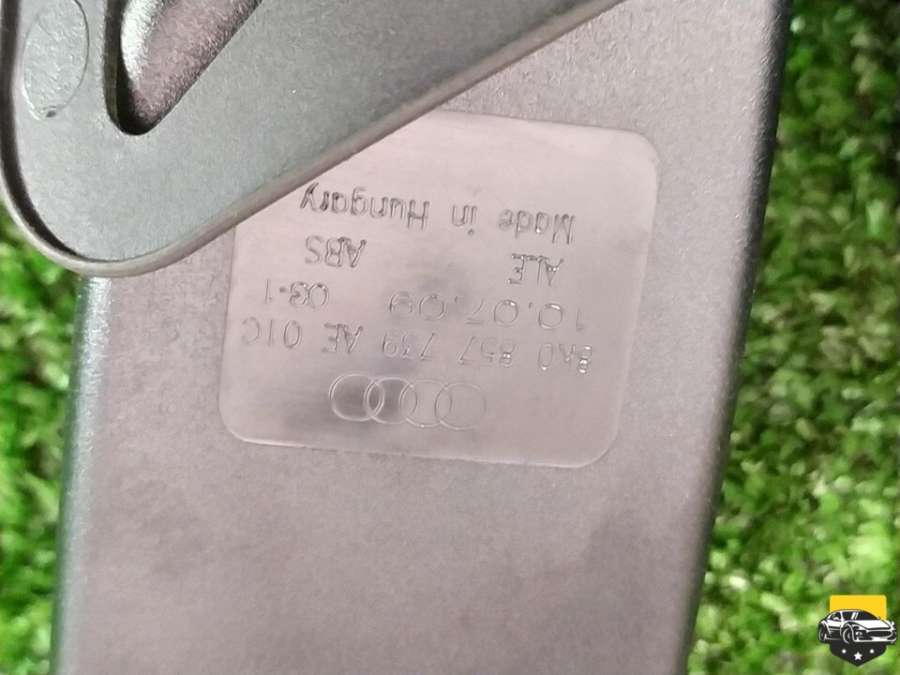 8K0 857 739 AE 01C
10.07.09 03-1
ALE ABS
Made in Hungary